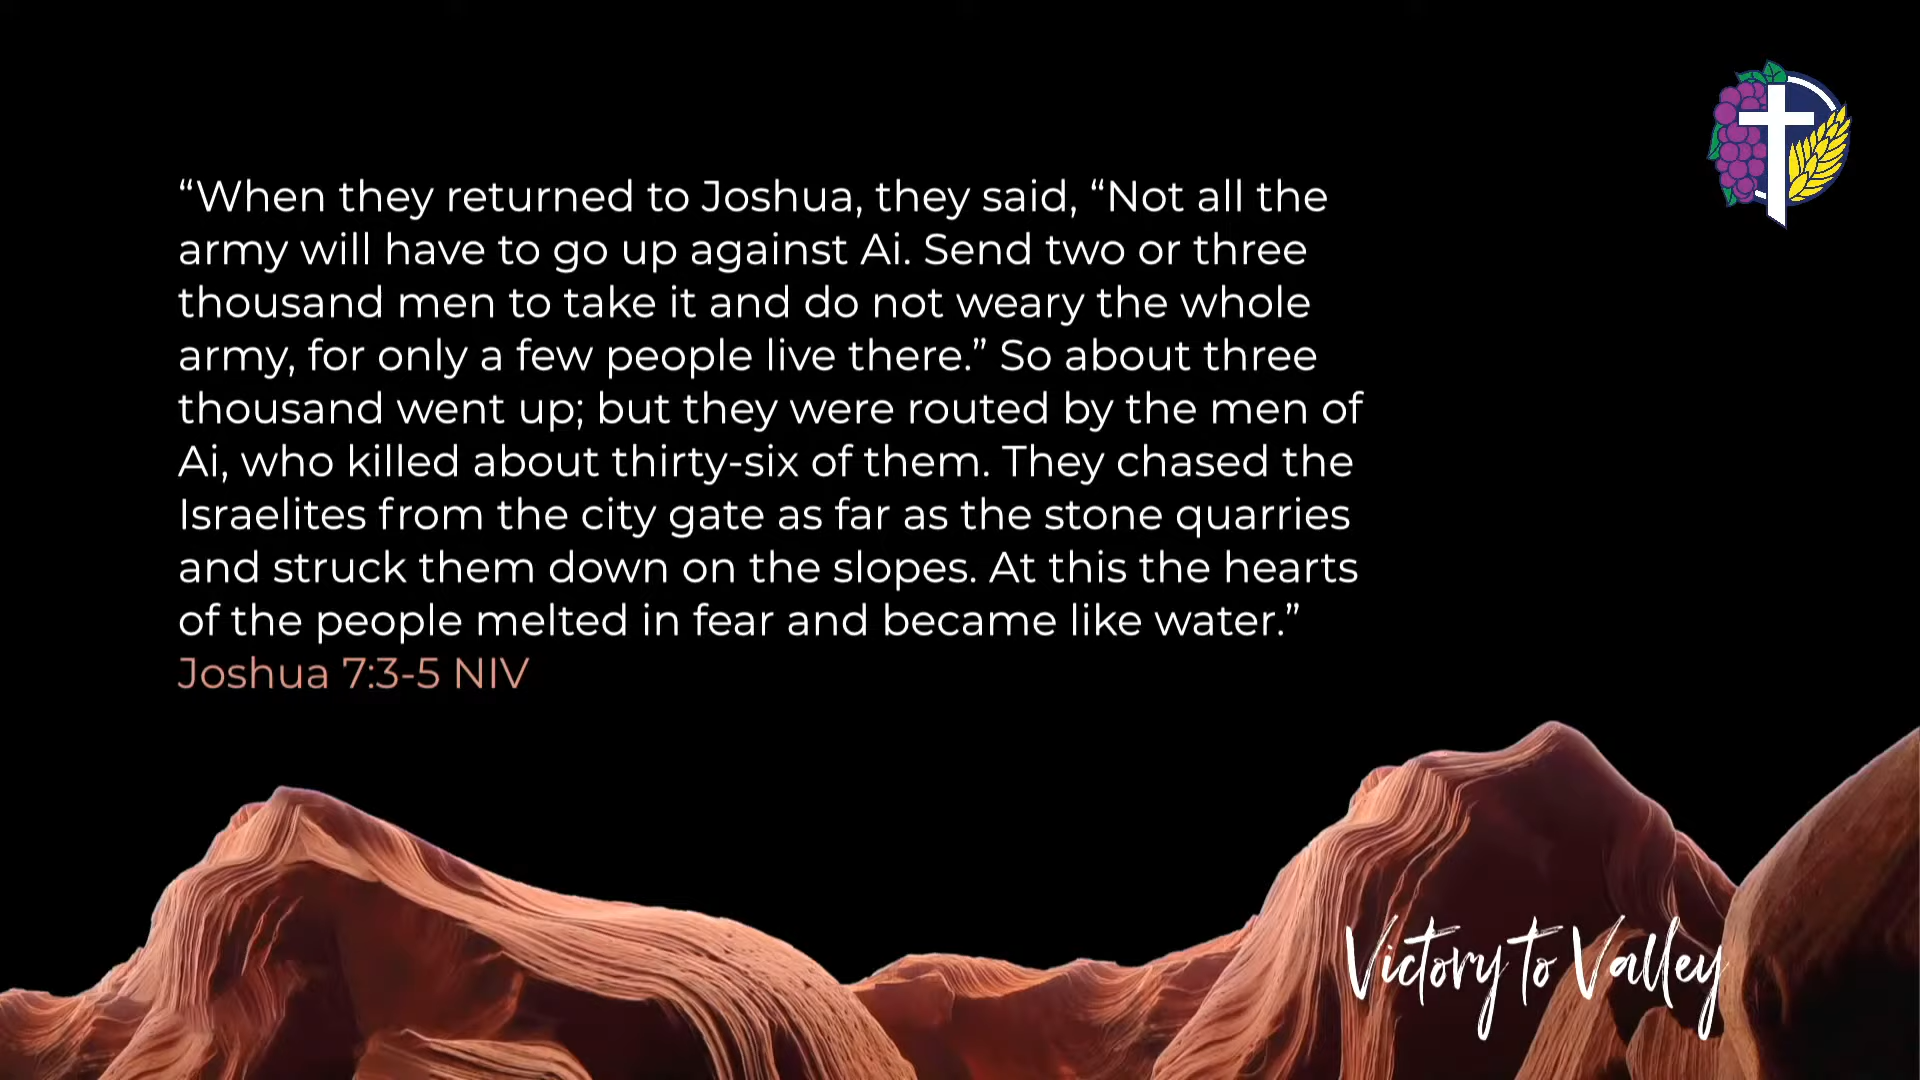 “When they returned to Joshua, they said, “Not all the
army will have to go up against Ai. Send two or three
thousand men to take it and do not weary the whole
army, for only a few people live there.” So about three
thousand went up; but they were routed by the men of
Ai, who killed about thirty-six of them. They chased the
Israelites from the city gate as far as the stone quarries
and struck them down on the slopes. At this the hearts
of the people melted in fear and became like water.”
Joshua 7:3-5 NIV
Victory to Valley